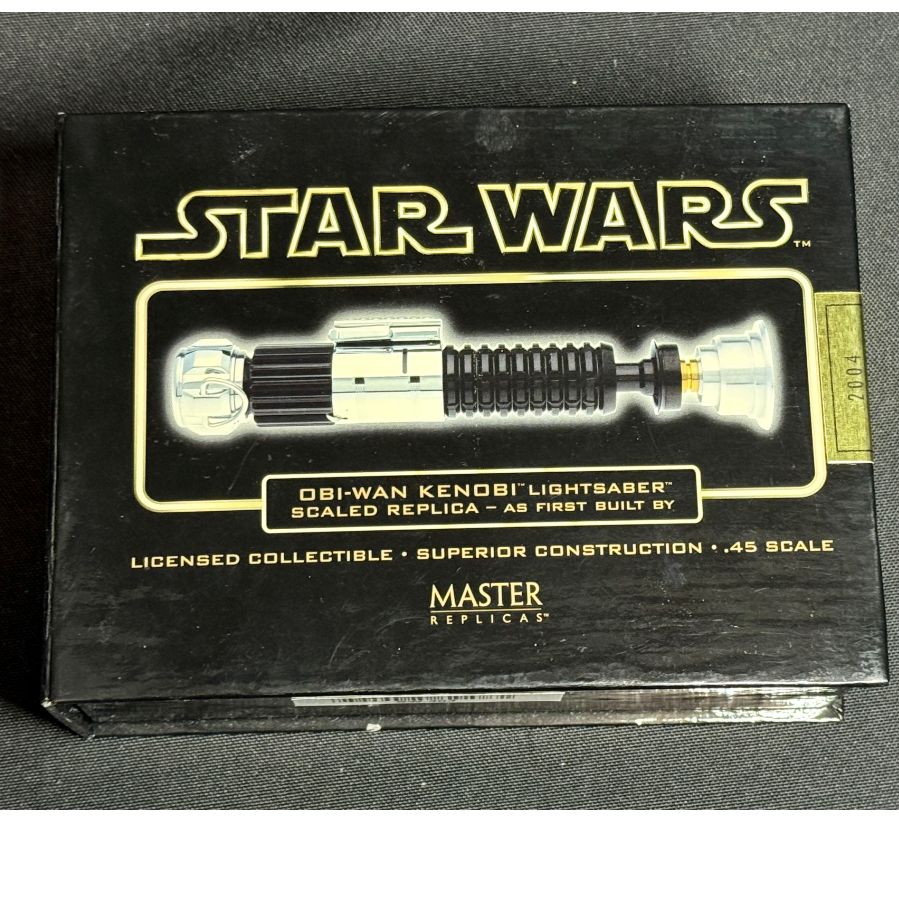 STAR WARS™
2004
OBI-WAN KENOBI™ LIGHTSABER™
SCALED REPLICA – AS FIRST BUILT BY
LICENSED COLLECTIBLE • SUPERIOR CONSTRUCTION • .45 SCALE
MASTER
REPLICAS™